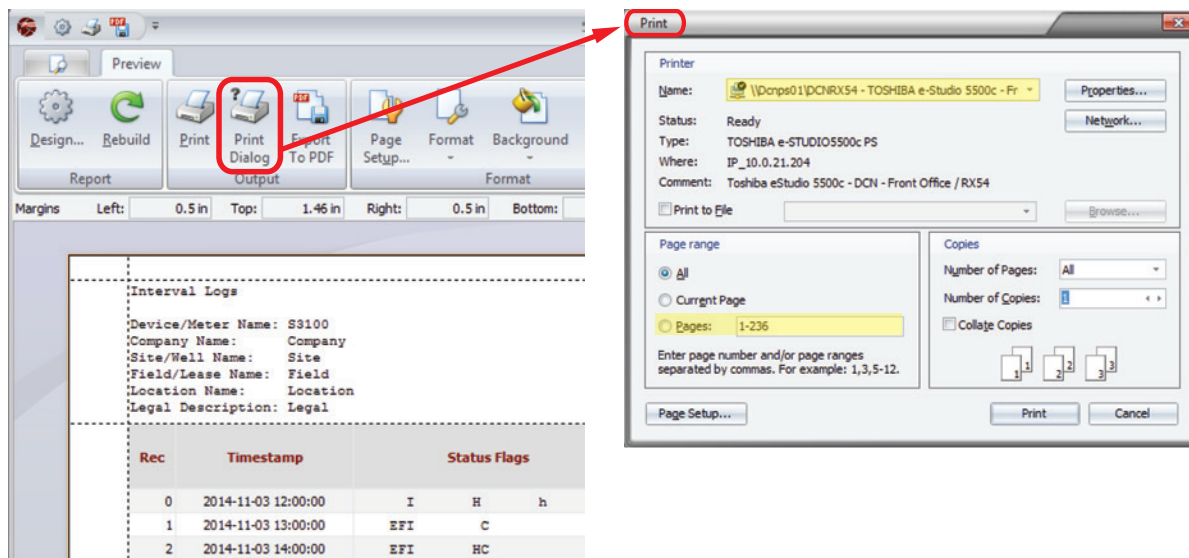 Preview
Design... Rebuild Print Print Dialog Export To PDF Page Setup... Format Background
Report Output Format
Margins Left: 0.5 in Top: 1.46 in Right: 0.5 in Bottom:
Interval Logs
Device/Meter Name: S3100
Company Name: Company
Site/Well Name: Site
Field/Lease Name: Field
Location Name: Location
Legal Description: Legal
Rec Timestamp Status Flags
0 2014-11-03 12:00:00 I H h
1 2014-11-03 13:00:00 EFI C
2 2014-11-03 14:00:00 EFI HC
Print
Printer
Name: \\Dcnps01\DCNRX54 - TOSHIBA e-Studio 5500c - Fr Properties...
Status: Ready Network...
Type: TOSHIBA e-STUDIO5500c PS
Where: IP_10.0.21.204
Comment: Toshiba eStudio 5500c - DCN - Front Office / RX54
Print to File Browse...
Page range
All
Current Page
Pages: 1-236
Enter page number and/or page ranges
separated by commas. For example: 1,3,5-12.
Copies
Number of Pages: All
Number of Copies: 1
Collate Copies
1 1 2 2 3 3
Page Setup... Print Cancel